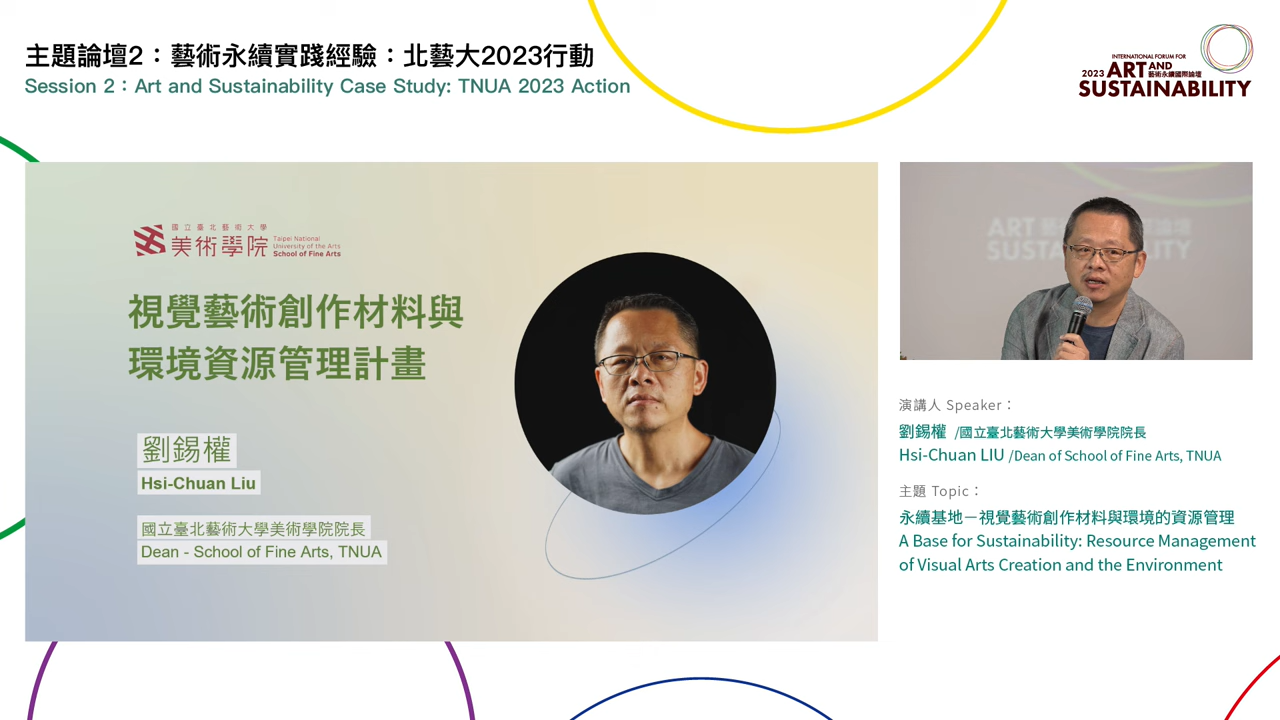 主題論壇2：藝術永續實踐經驗：北藝大2023行動
Session 2：Art and Sustainability Case Study: TNUA 2023 Action
INTERNATIONAL FORUM FOR
2023 ART AND
藝術永續國際論壇
SUSTAINABILITY
國立臺北藝術大學
美術學院
Taipei National
University of the Arts
School of Fine Arts
視覺藝術創作材料與
環境資源管理計畫
劉錫權
Hsi-Chuan Liu
國立臺北藝術大學美術學院院長
Dean - School of Fine Arts, TNUA
演講人 Speaker：
劉錫權 /國立臺北藝術大學美術學院院長
Hsi-Chuan LIU /Dean of School of Fine Arts, TNUA
主題 Topic：
永續基地－視覺藝術創作材料與環境的資源管理
A Base for Sustainability: Resource Management
of Visual Arts Creation and the Environment